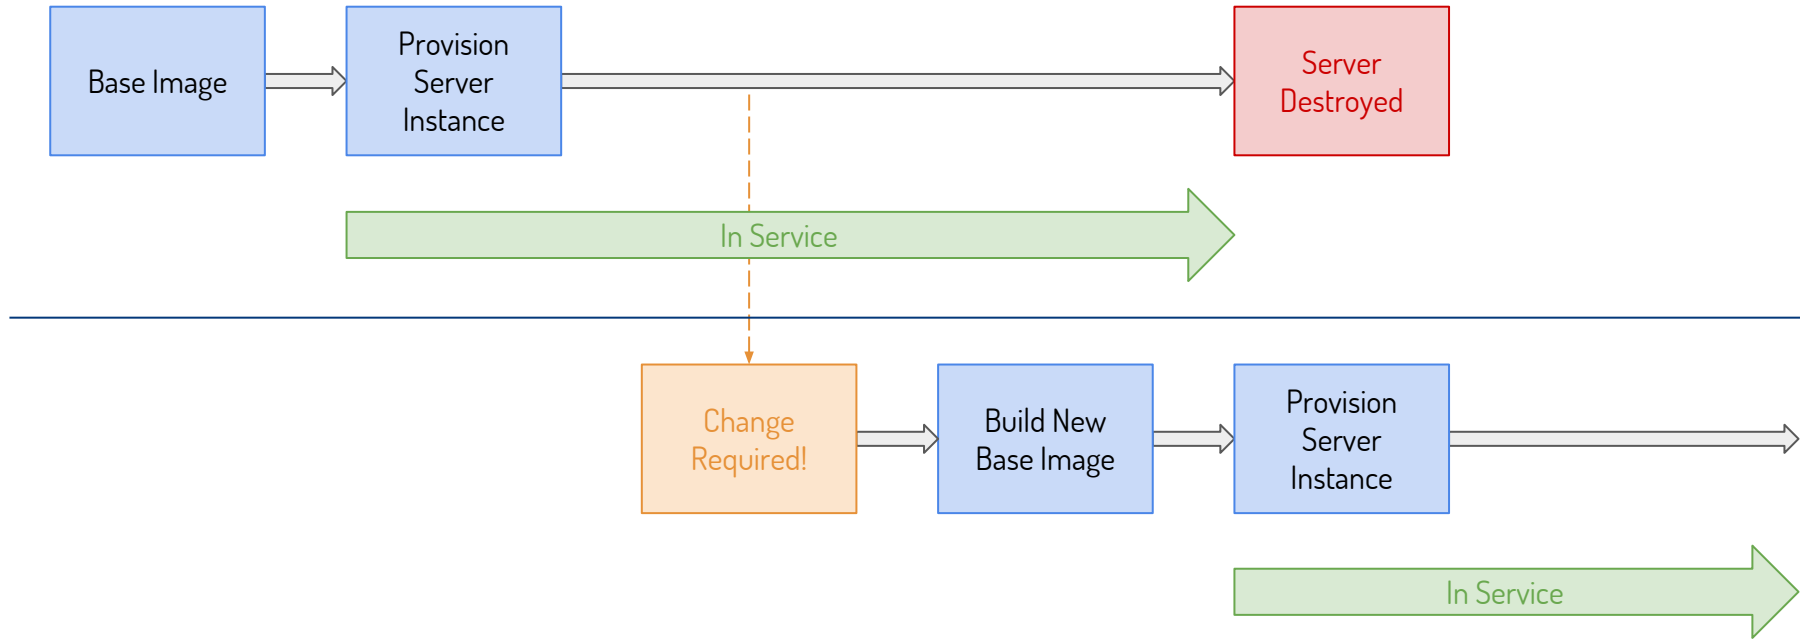 Base Image
Provision
Server
Instance
Server
Destroyed
In Service
Change
Required!
Build New
Base Image
Provision
Server
Instance
In Service